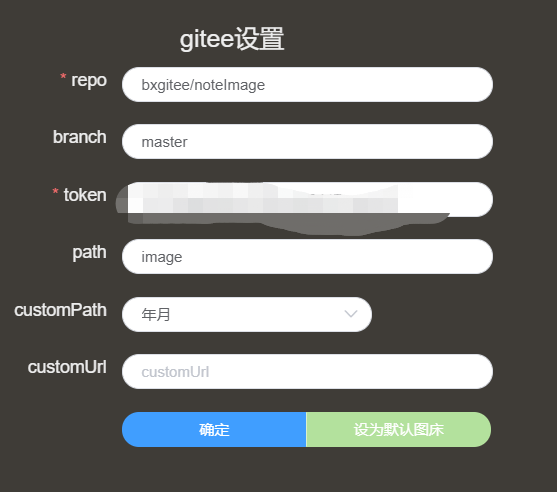 gitee设置
* repo
bxgitee/noteImage
branch
master
* token
path
image
customPath
年月
customUrl
customUrl
确定
设为默认图床